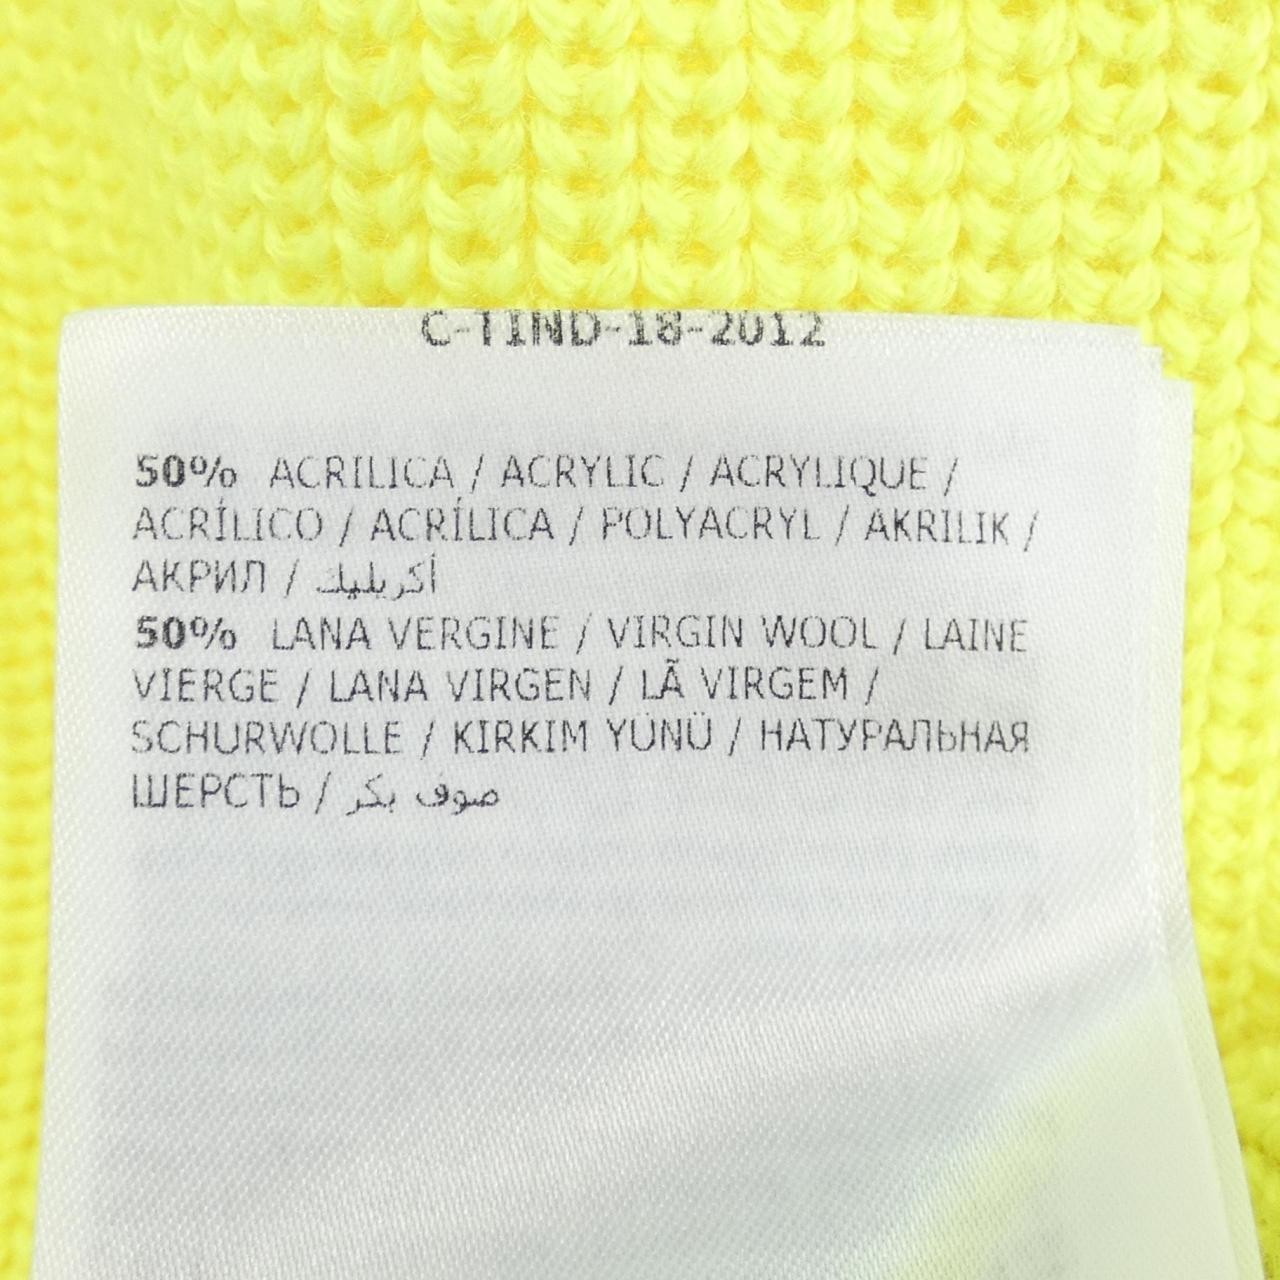 C-TIND-18-2012
50% ACRILICA / ACRYLIC / ACRYLIQUE /
ACRÍLICO / ACRÍLICA / POLYACRYL / AKRILIK /
АКРИЛ / أكريليك
50% LANA VERGINE / VIRGIN WOOL / LAINE
VIERGE / LANA VIRGEN / LÃ VIRGEM /
SCHURWOLLE / KIRKIM YÜNÜ / НАТУРАЛЬНАЯ
ШЕРСТЬ / صوف بكر